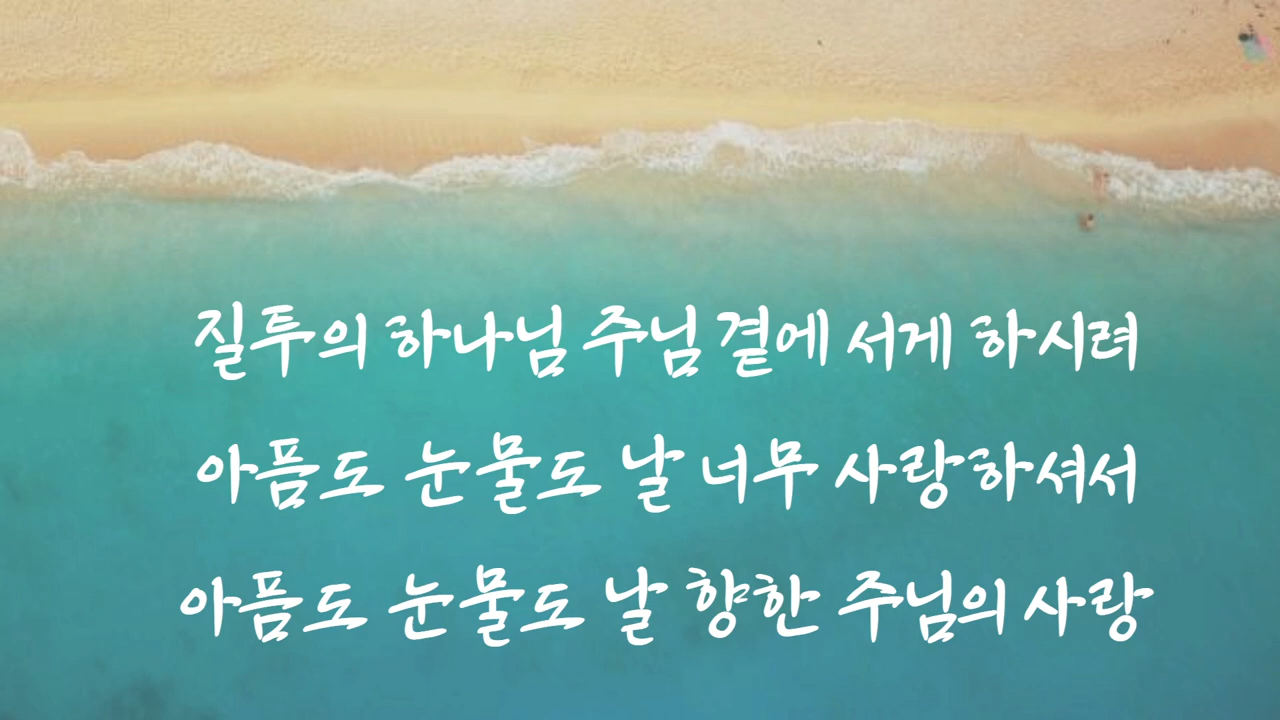 질투의 하나님 주님 곁에 서게 하시려
아픔도 눈물도 날 너무 사랑하셔서
아픔도 눈물도 날 향한 주님의 사랑